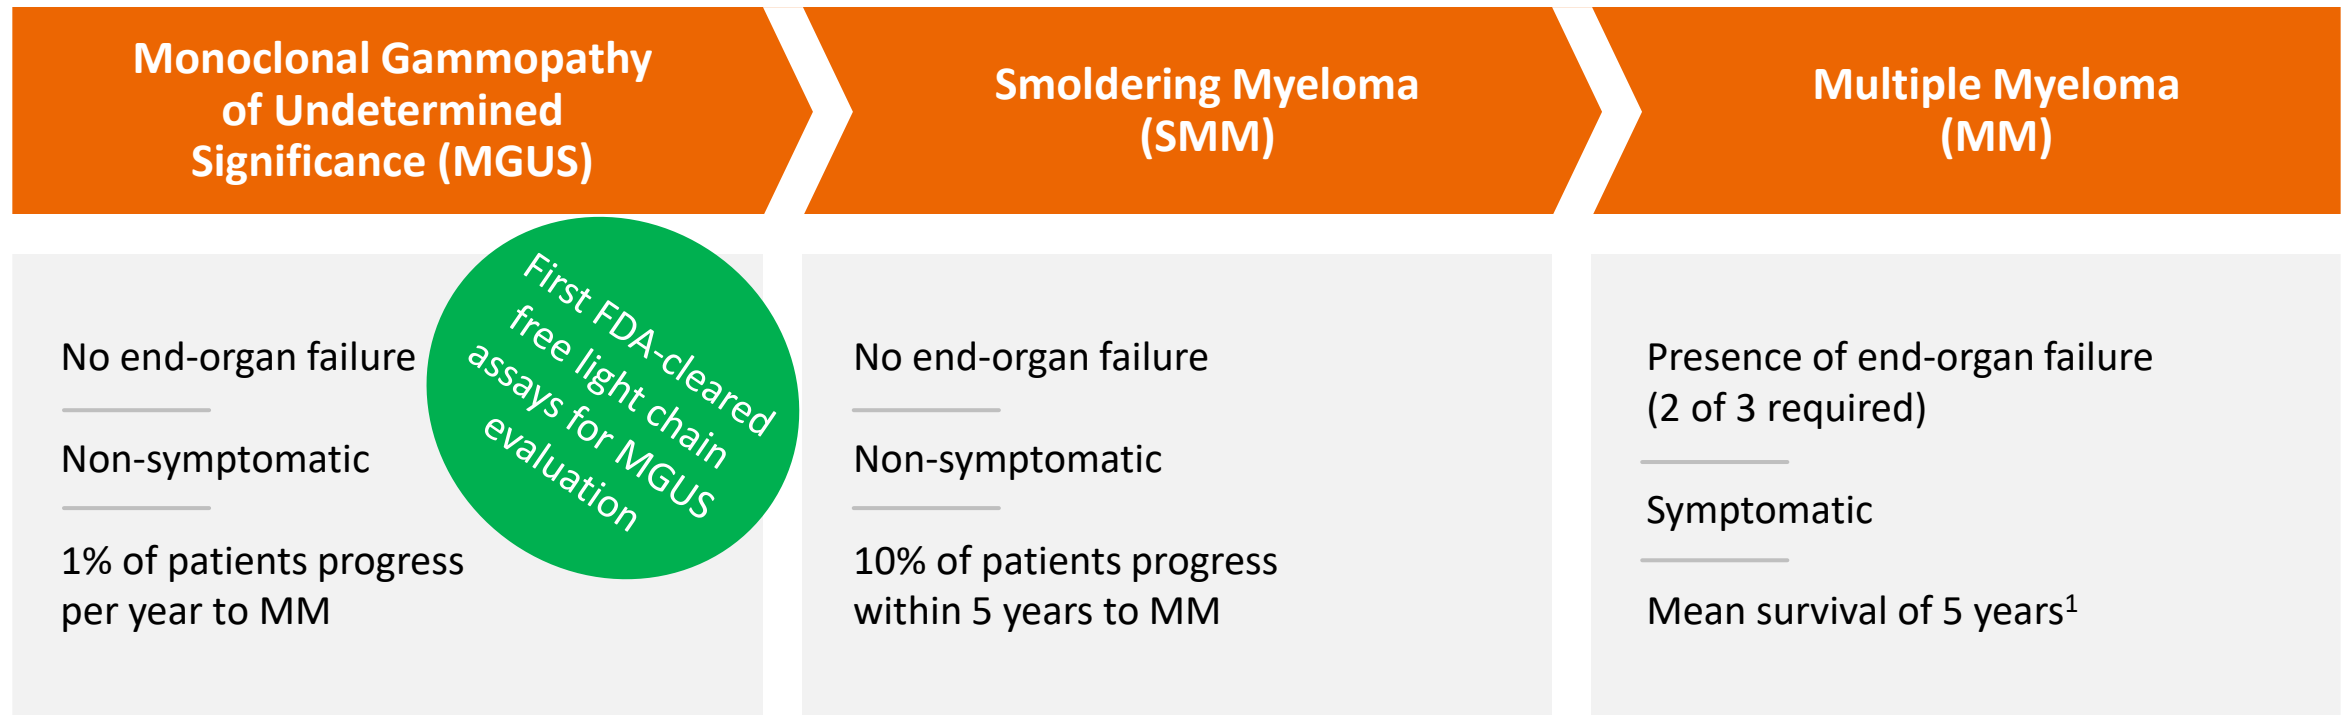 Monoclonal Gammopathy
of Undetermined
Significance (MGUS)
Smoldering Myeloma
(SMM)
Multiple Myeloma
(MM)
No end-organ failure
Non-symptomatic
1% of patients progress
per year to MM
First FDA-cleared
free light chain
assays for MGUS
evaluation
No end-organ failure
Non-symptomatic
10% of patients progress
within 5 years to MM
Presence of end-organ failure
(2 of 3 required)
Symptomatic
Mean survival of 5 years¹